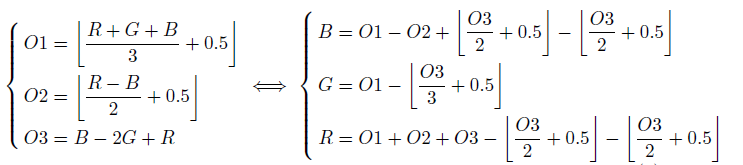 O1 = ⌊(R + G + B)/3 + 0.5⌋
O2 = ⌊(R − B)/2 + 0.5⌋
O3 = B − 2G + R
⟺
B = O1 − O2 + ⌊O3/2 + 0.5⌋ − ⌊O3/2 + 0.5⌋
G = O1 − ⌊O3/3 + 0.5⌋
R = O1 + O2 + O3 − ⌊O3/2 + 0.5⌋ − ⌊O3/2 + 0.5⌋